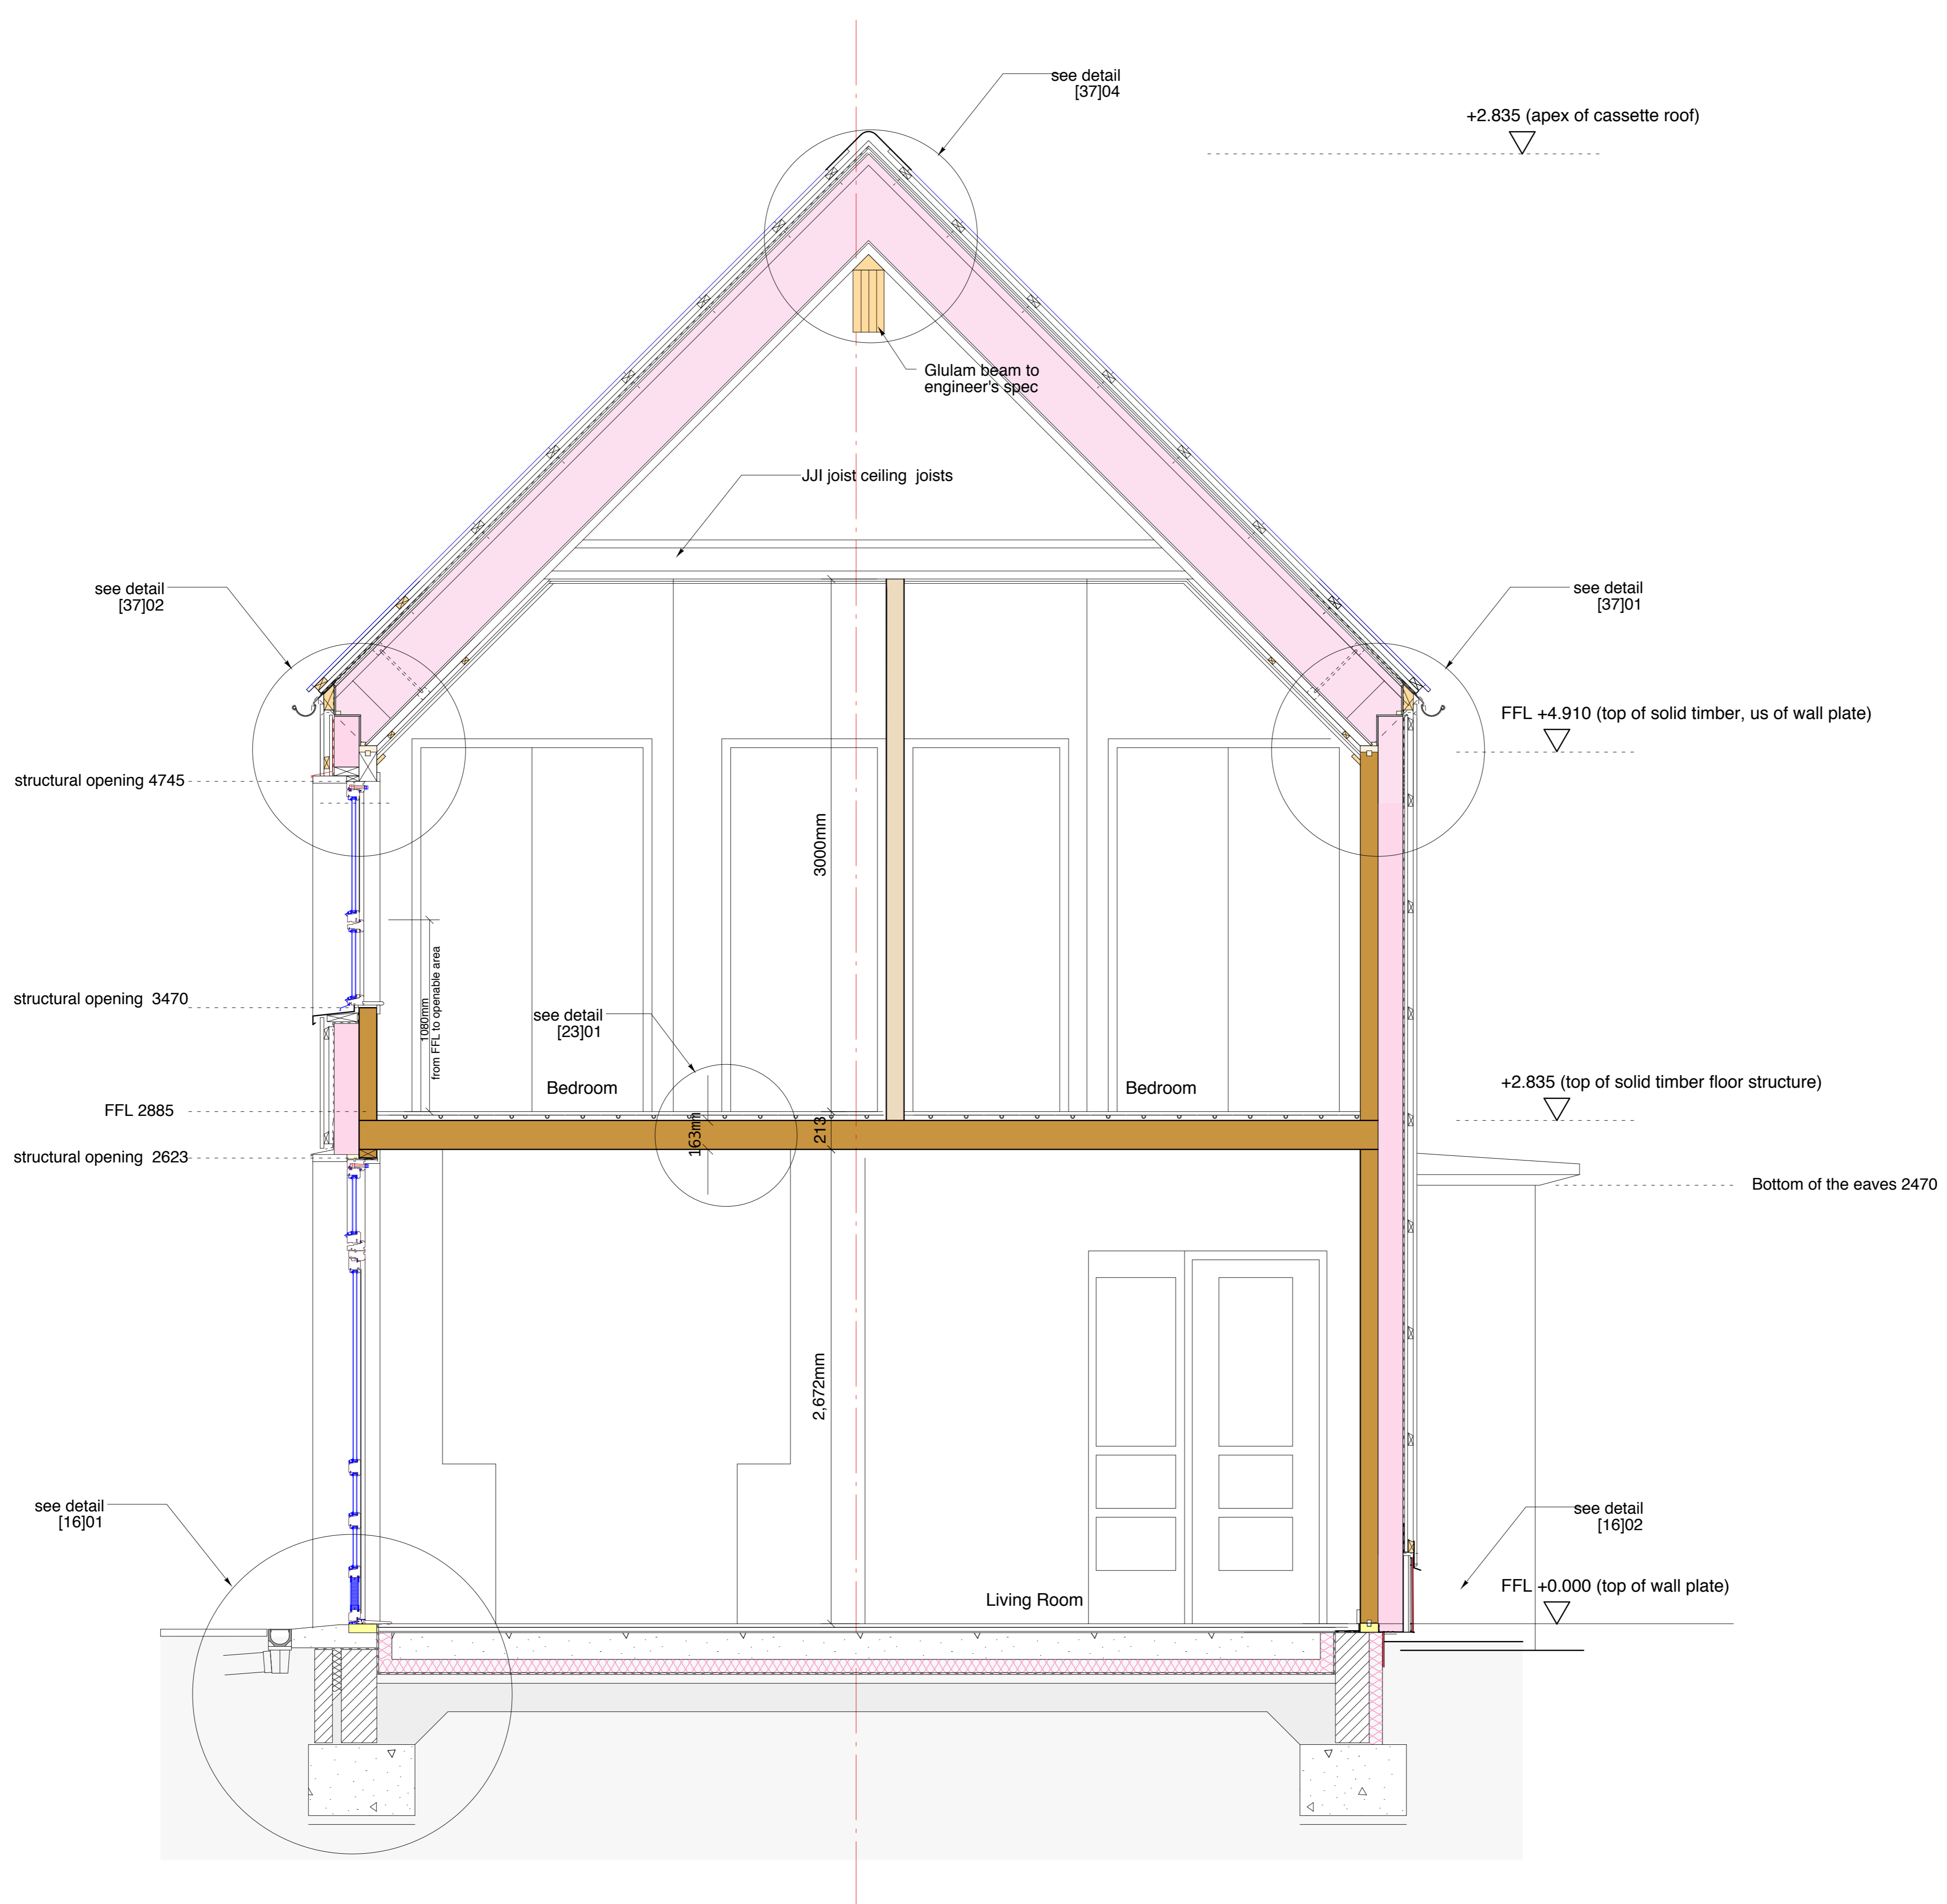 see detail
[37]04
+2.835 (apex of cassette roof)
Glulam beam to
engineer's spec
JJI joist ceiling  joists
see detail
[37]02
see detail
[37]01
FFL +4.910 (top of solid timber, us of wall plate)
structural opening 4745
3000mm
structural opening  3470
1080mm
from FFL to openable area
see detail
[23]01
Bedroom
Bedroom
+2.835 (top of solid timber floor structure)
FFL 2885
163mm
213
structural opening  2623
Bottom of the eaves 2470
2,672mm
see detail
[16]01
see detail
[16]02
Living Room
FFL +0.000 (top of wall plate)